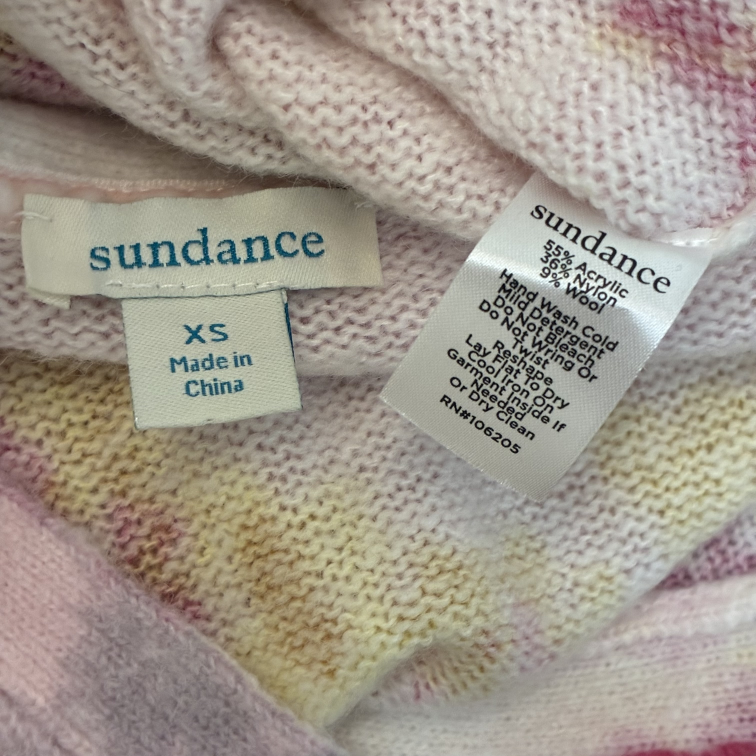 sundance
XS
Made in
China
sundance
55% Acrylic
36% Nylon
9% Wool
Hand Wash Cold
Mild Detergent
Do Not Bleach
Do Not Wring Or
Twist
Reshape
Lay Flat To Dry
Cool Iron On
Garment Inside If
Needed
Or Dry Clean
RN#106205